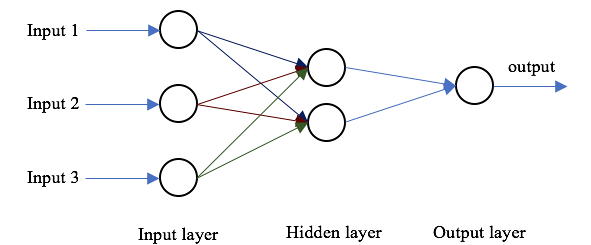 Input 1
Input 2
Input 3
output
Input layer
Hidden layer
Output layer